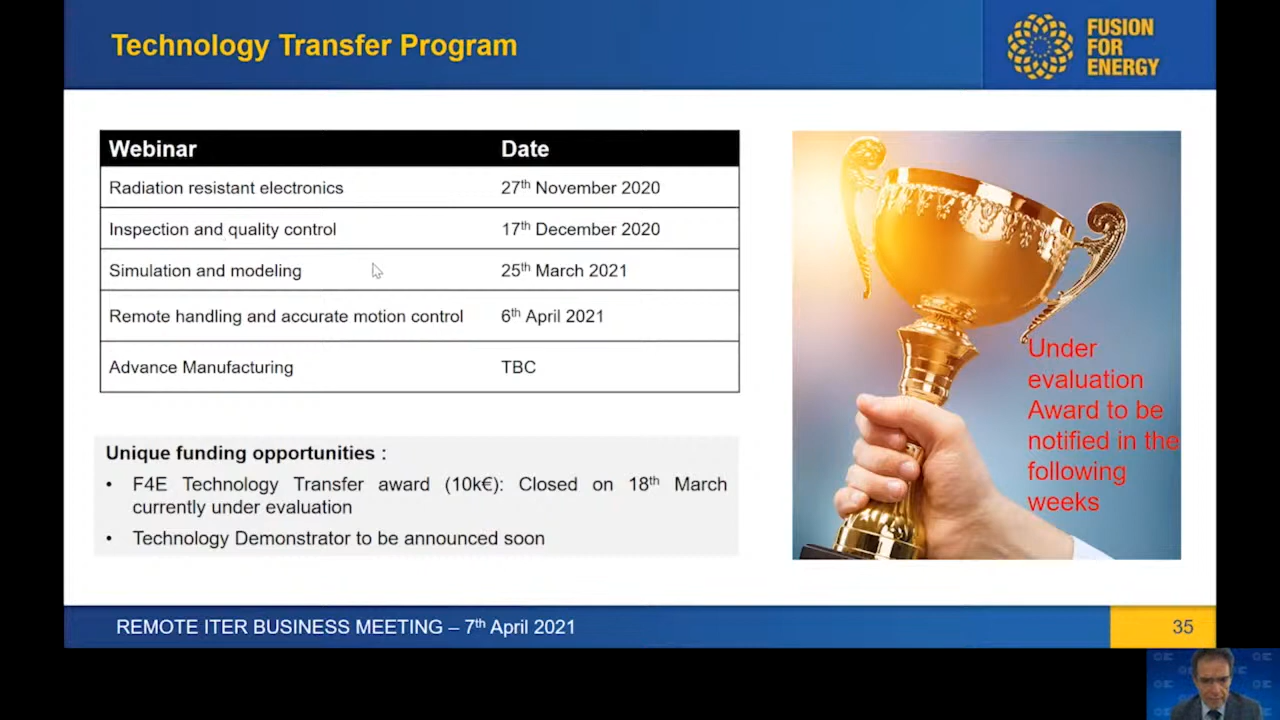 Technology Transfer Program
FUSION
FOR
ENERGY
Webinar Date
Radiation resistant electronics 27th November 2020
Inspection and quality control 17th December 2020
Simulation and modeling 25th March 2021
Remote handling and accurate motion control 6th April 2021
Advance Manufacturing TBC
Under
evaluation
Award to be
notified in the
following
weeks
Unique funding opportunities :
• F4E Technology Transfer award (10k€): Closed on 18th March
currently under evaluation
• Technology Demonstrator to be announced soon
REMOTE ITER BUSINESS MEETING – 7th April 2021
35